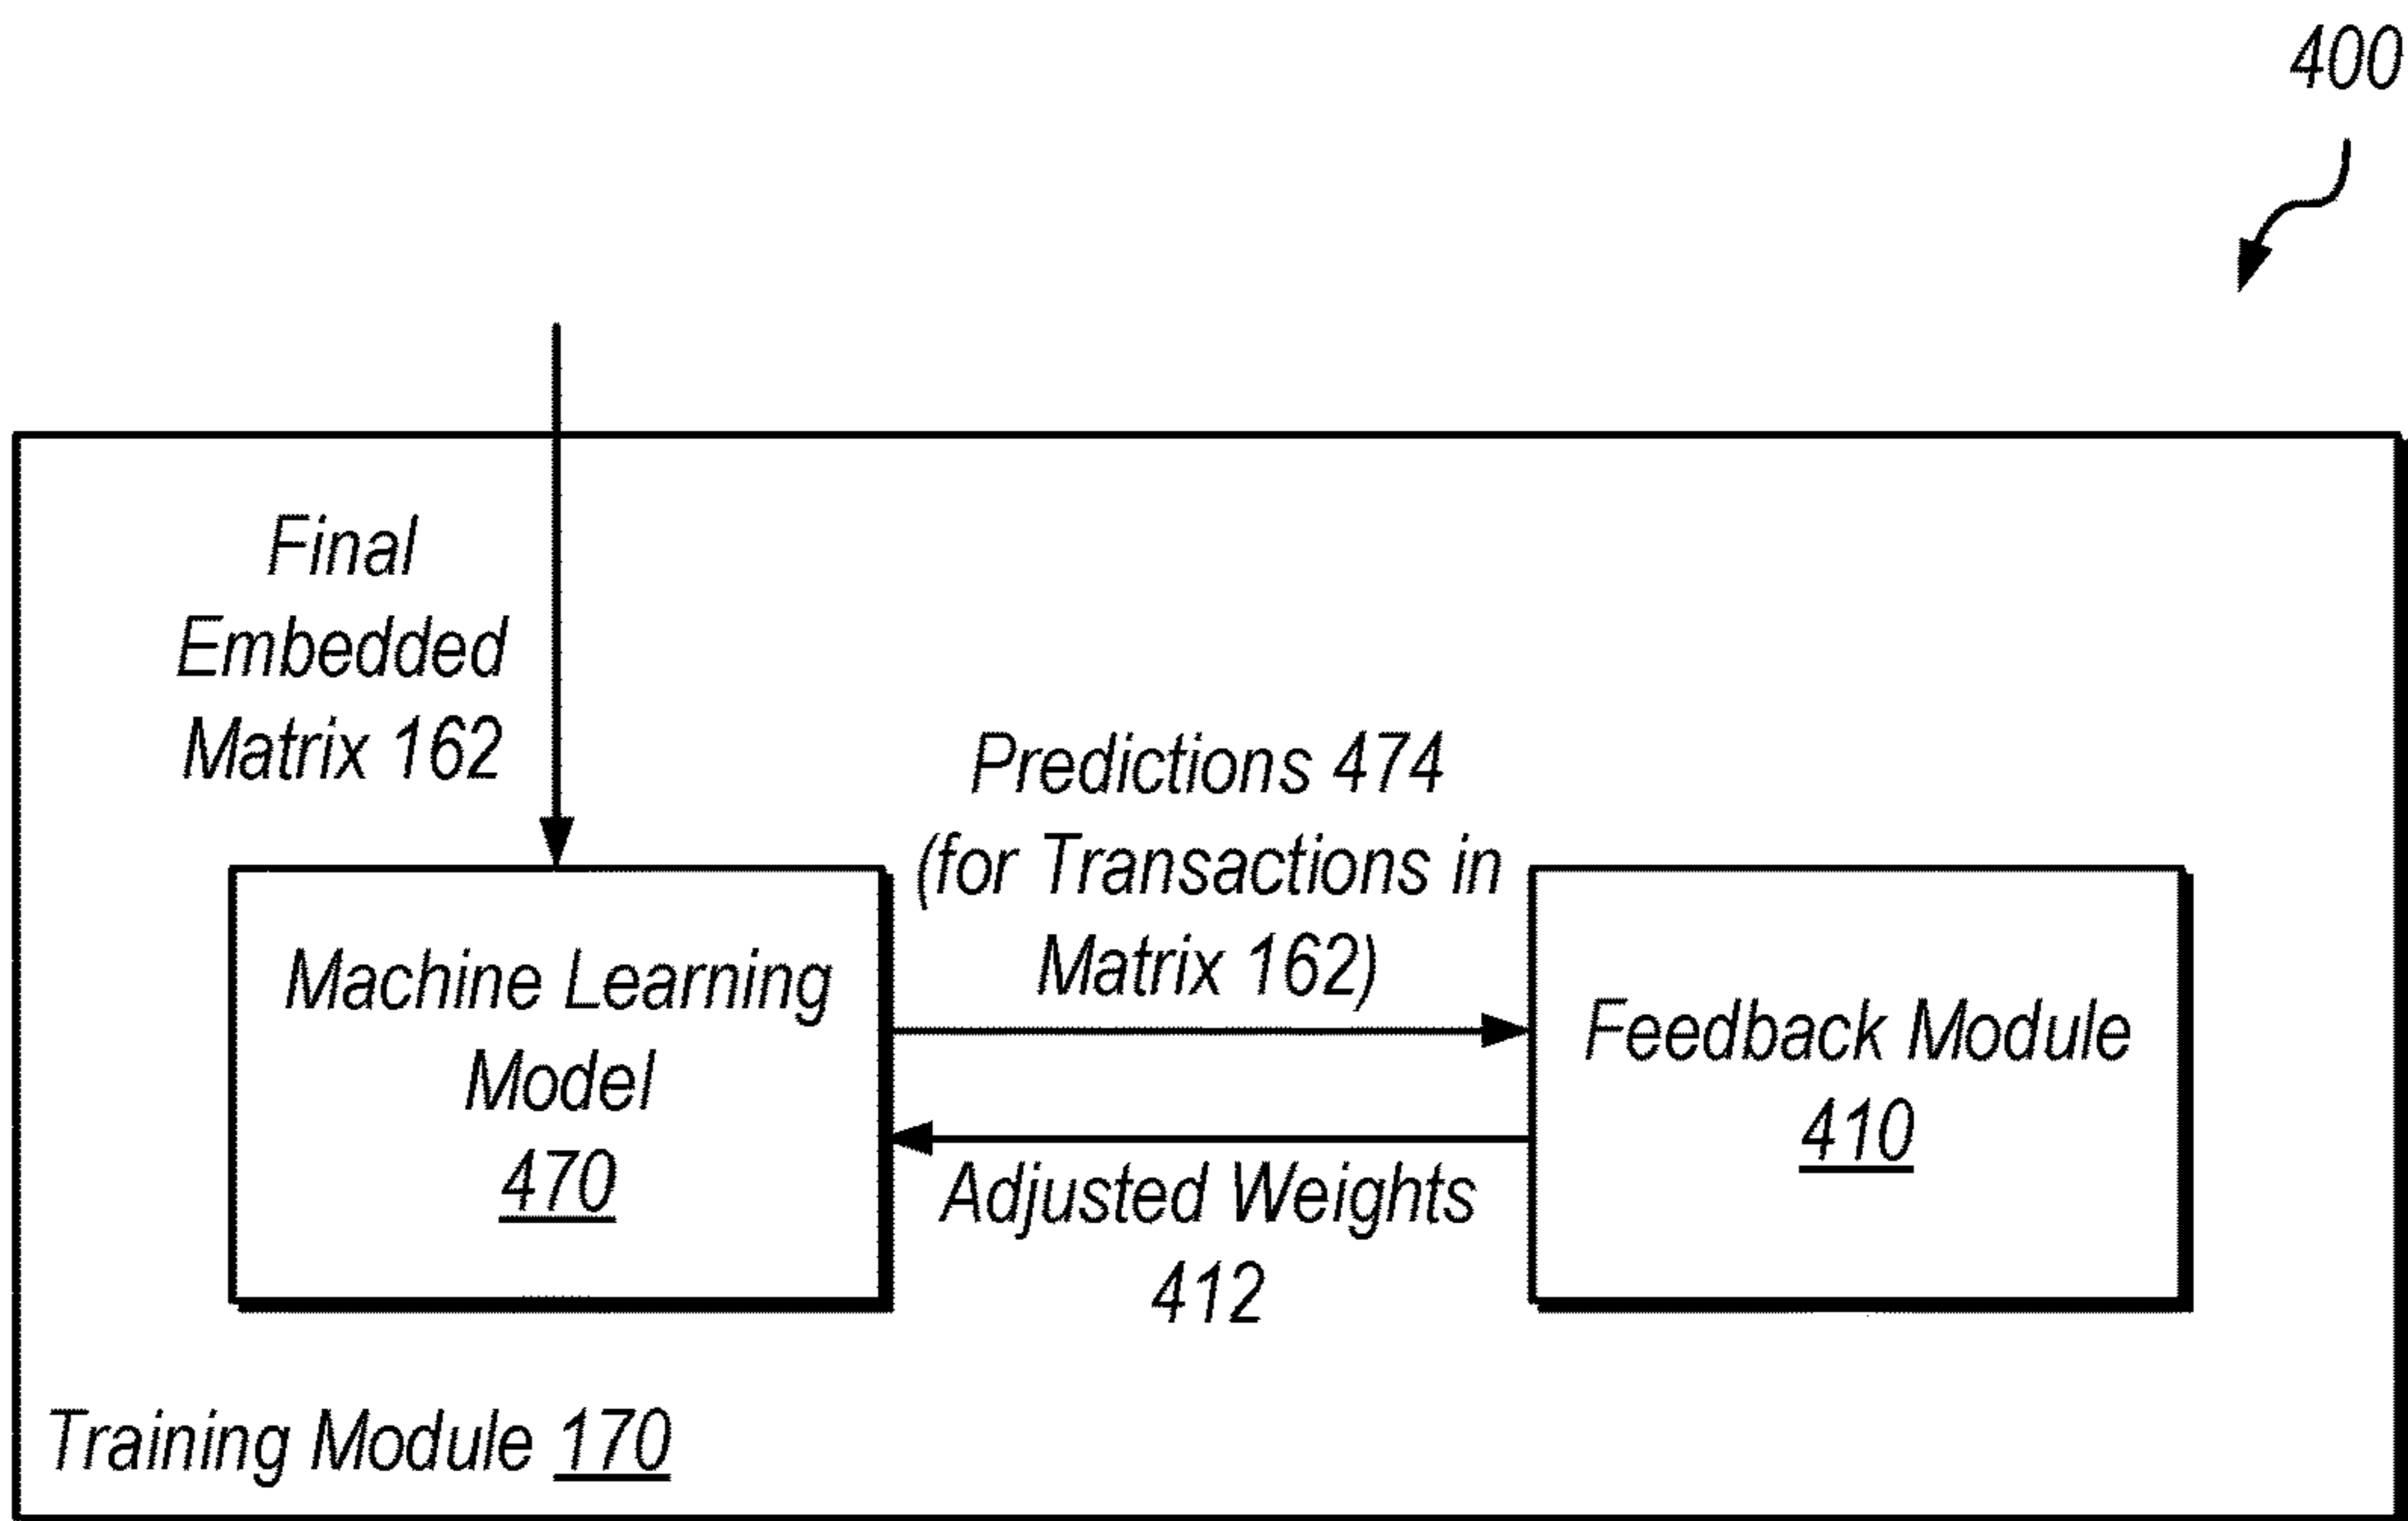 400
Final
Embedded
Matrix 162
Predictions 474
(for Transactions in
Matrix 162)
Machine Learning
Model
470
Feedback Module
410
Adjusted Weights
412
Training Module 170